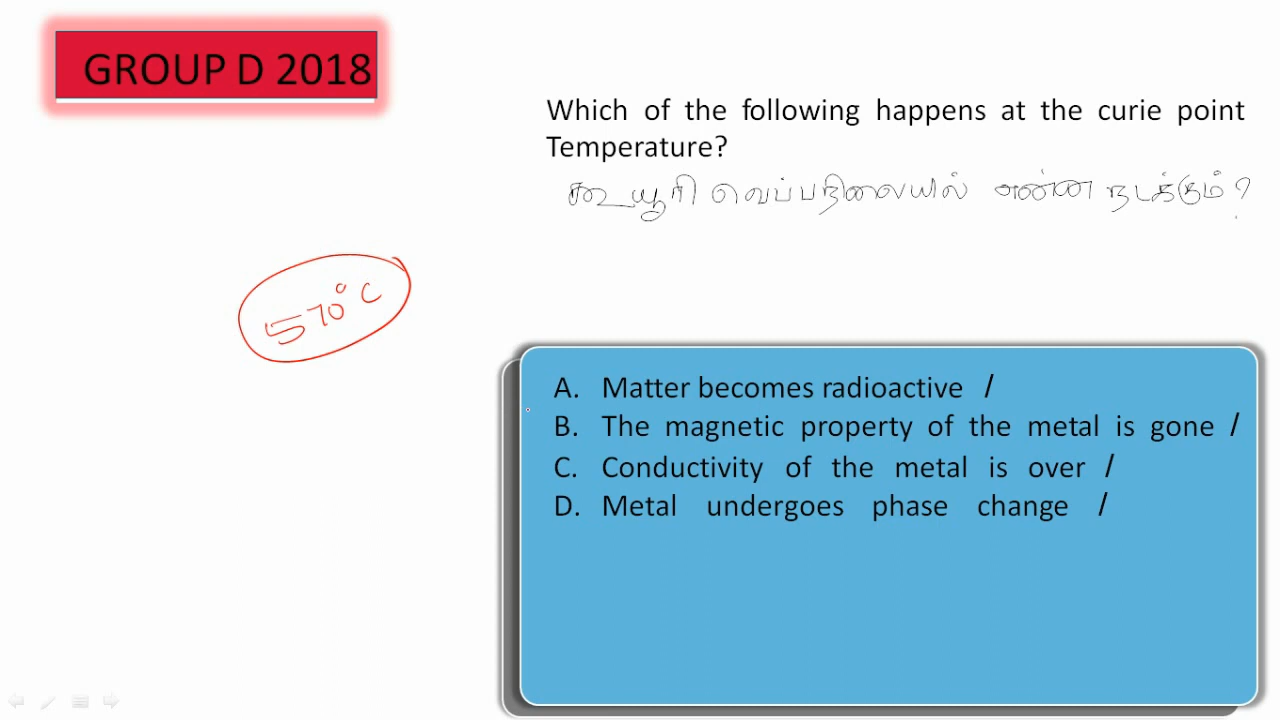 GROUP D 2018
Which of the following happens at the curie point
Temperature?
கூயூரி வெப்பநிலையில் என்ன நடக்கும்?
570°C
A. Matter becomes radioactive /
B. The magnetic property of the metal is gone /
C. Conductivity of the metal is over /
D. Metal undergoes phase change /